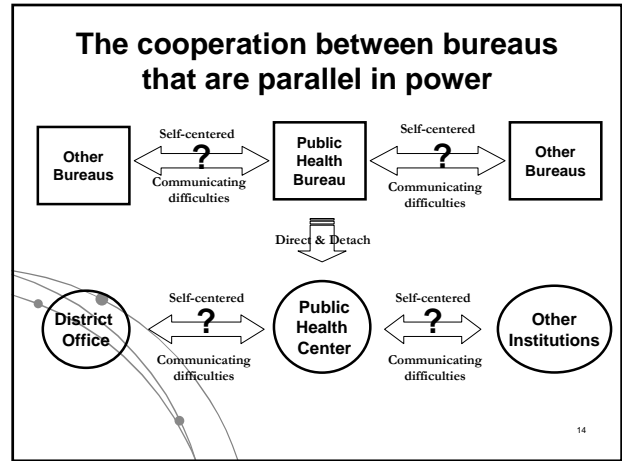 The cooperation between bureaus
that are parallel in power
Other
Bureaus
Self-centered
?
Communicating
difficulties
Public
Health
Bureau
Self-centered
?
Communicating
difficulties
Other
Bureaus
Direct & Detach
District
Office
Self-centered
?
Communicating
difficulties
Public
Health
Center
Self-centered
?
Communicating
difficulties
Other
Institutions
14